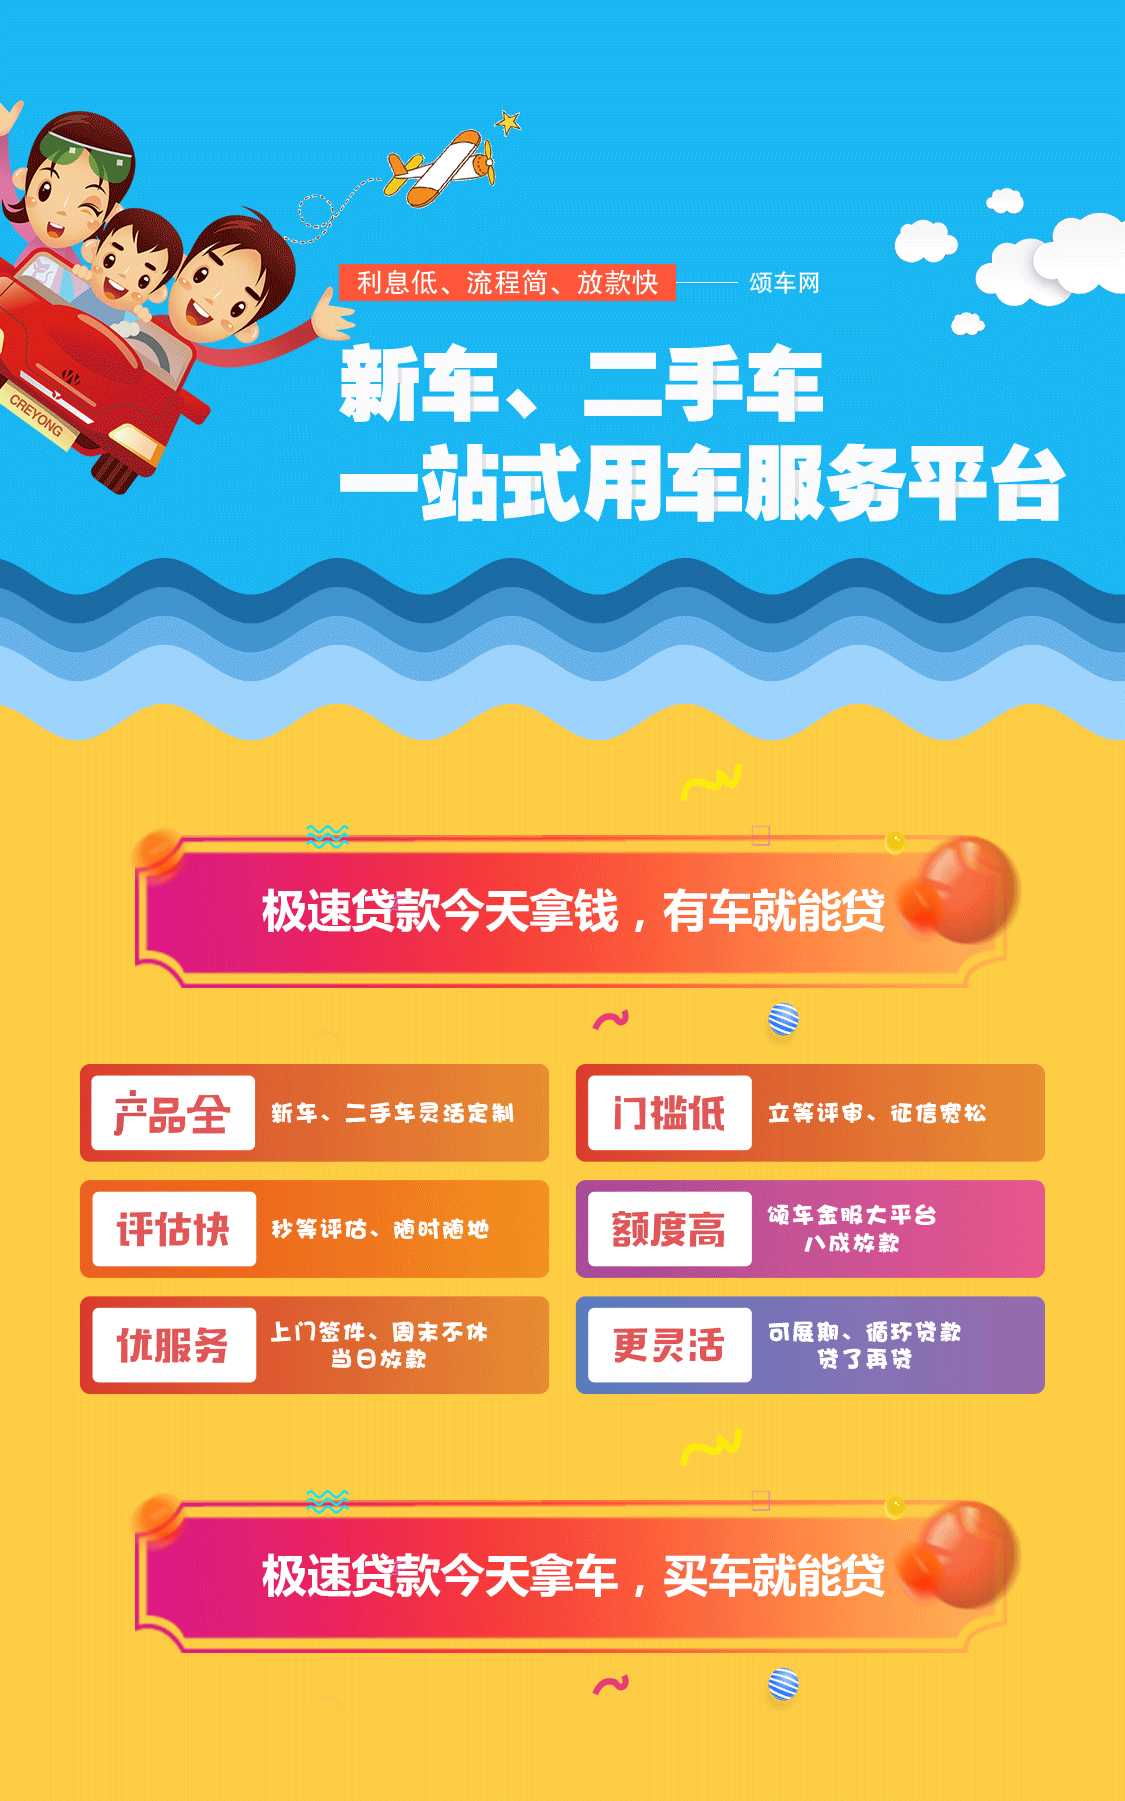 利息低、流程简、放款快 颂车网
新车、二手车
一站式用车服务平台
CREYONG
极速贷款今天拿钱，有车就能贷
产品全 新车、二手车灵活定制
门槛低 立等评审、征信宽松
评估快 秒等评估、随时随地
额度高 颂车金服大平台
八成放款
优服务 上门签件、周末不休
当日放款
更灵活 可展期、循环贷款
贷了再贷
极速贷款今天拿车，买车就能贷